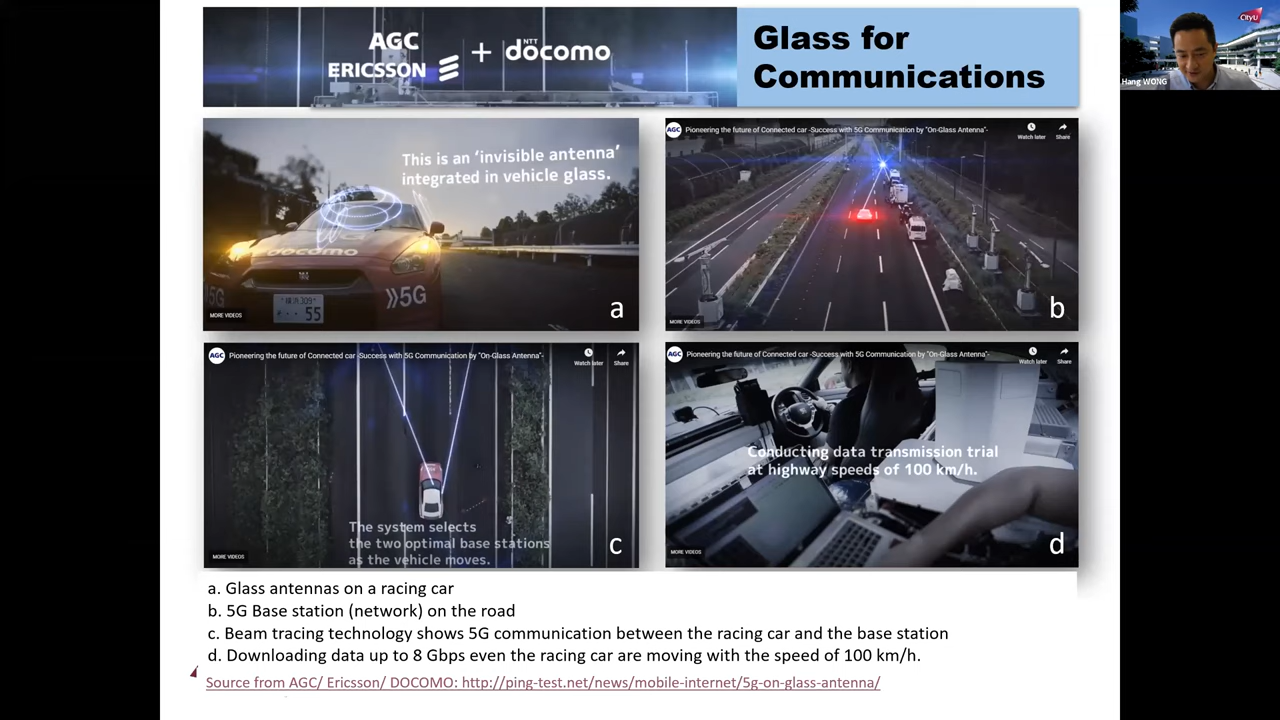 AGC
ERICSSON
+
NTT
döcomo
Glass for
Communications
CityU
Hang WONG
This is an ‘invisible antenna’
integrated in vehicle glass.
döcomo
5G
5G
55
MORE VIDEOS
a
AGC
Pioneering the future of Connected car -Success with 5G Communication by "On-Glass Antenna"-
Watch later
Share
MORE VIDEOS
b
AGC
Pioneering the future of Connected car -Success with 5G Communication by "On-Glass Antenna"-
Watch later
Share
The system selects
the two optimal base stations
as the vehicle moves.
MORE VIDEOS
c
AGC
Pioneering the future of Connected car -Success with 5G Communication by "On-Glass Antenna"-
Watch later
Share
Conducting data transmission trial
at highway speeds of 100 km/h.
MORE VIDEOS
d
a. Glass antennas on a racing car
b. 5G Base station (network) on the road
c. Beam tracing technology shows 5G communication between the racing car and the base station
d. Downloading data up to 8 Gbps even the racing car are moving with the speed of 100 km/h.
Source from AGC/ Ericsson/ DOCOMO: http://ping-test.net/news/mobile-internet/5g-on-glass-antenna/